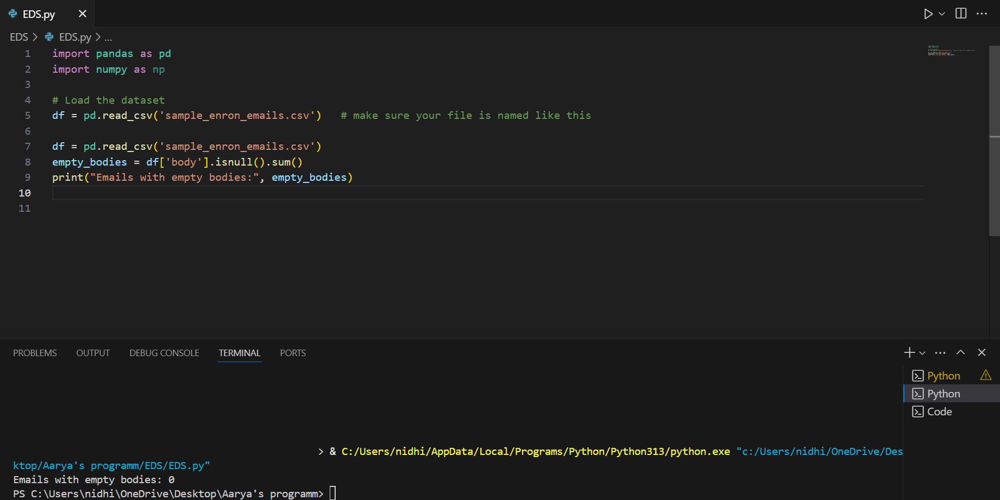 EDS.py
EDS > EDS.py > ...
1 import pandas as pd
2 import numpy as np
3
4 # Load the dataset
5 df = pd.read_csv('sample_enron_emails.csv')   # make sure your file is named like this
6
7 df = pd.read_csv('sample_enron_emails.csv')
8 empty_bodies = df['body'].isnull().sum()
9 print("Emails with empty bodies:", empty_bodies)
10
11
PROBLEMS OUTPUT DEBUG CONSOLE TERMINAL PORTS
Python
Python
Code
> & C:/Users/nidhi/AppData/Local/Programs/Python/Python313/python.exe "c:/Users/nidhi/OneDrive/Des
ktop/Aarya's programm/EDS/EDS.py"
Emails with empty bodies: 0
PS C:\Users\nidhi\OneDrive\Desktop\Aarya's programm>